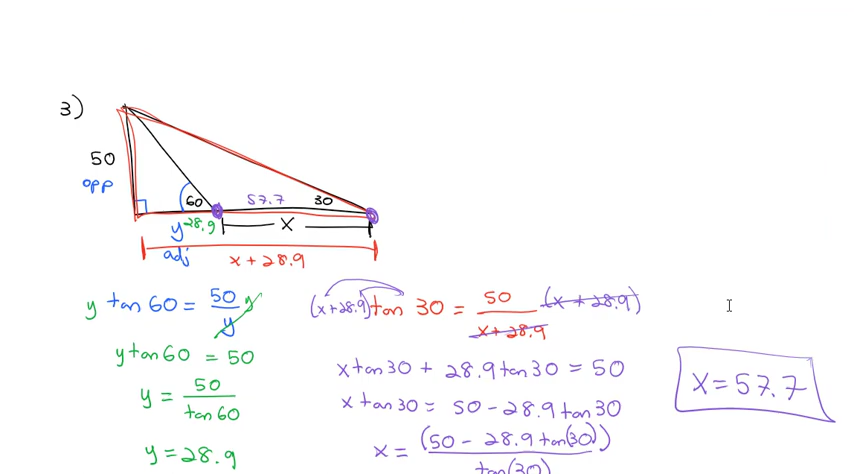 3)
50
opp
60
57.7
30
y 28.9
x
adj
x + 28.9
y tan 60 = 50/y y
y tan 60 = 50
y = 50/tan 60
y = 28.9
(x+28.9) tan 30 = 50/(x+28.9) (x+28.9)
x tan 30 + 28.9 tan 30 = 50
x tan 30 = 50 - 28.9 tan 30
x = (50 - 28.9 tan(30))/tan(30)
x = 57.7